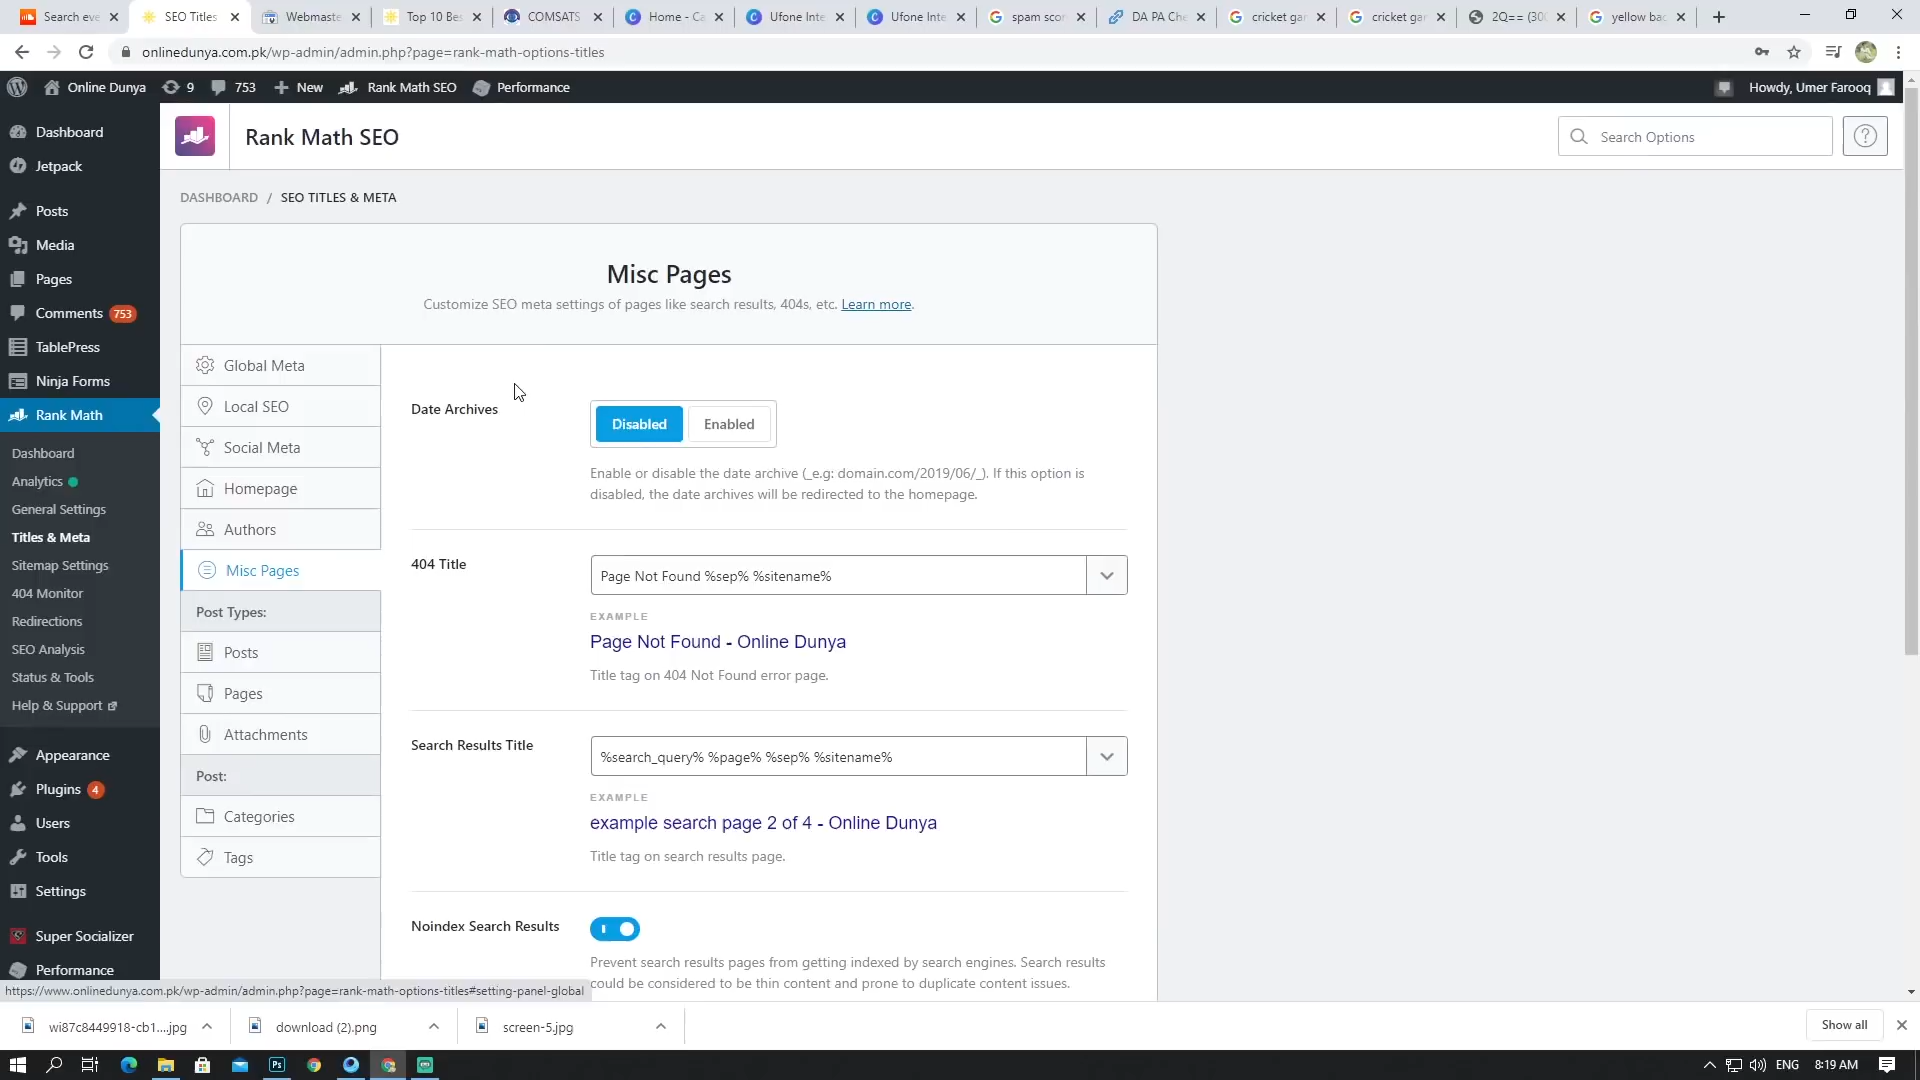 Search eve
SEO Titles
Webmaste
Top 10 Be
COMSATS
Home - Ca
Ufone Inte
Ufone Inte
spam scor
DA PA Che
cricket gar
cricket gar
2Q== (300
yellow bac
onlinedunya.com.pk/wp-admin/admin.php?page=rank-math-options-titles
Online Dunya
9
753
New
Rank Math SEO
Performance
Howdy, Umer Farooq
Dashboard
Jetpack
Posts
Media
Pages
Comments 753
TablePress
Ninja Forms
Rank Math
Dashboard
Analytics
General Settings
Titles & Meta
Sitemap Settings
404 Monitor
Redirections
SEO Analysis
Status & Tools
Help & Support
Appearance
Plugins 4
Users
Tools
Settings
Super Socializer
Performance
Rank Math SEO
Search Options
?
DASHBOARD / SEO TITLES & META
Misc Pages
Customize SEO meta settings of pages like search results, 404s, etc. Learn more.
Global Meta
Local SEO
Social Meta
Homepage
Authors
Misc Pages
Post Types:
Posts
Pages
Attachments
Post:
Categories
Tags
Date Archives
Disabled
Enabled
Enable or disable the date archive (_e.g: domain.com/2019/06/_). If this option is
disabled, the date archives will be redirected to the homepage.
404 Title
Page Not Found %sep% %sitename%
EXAMPLE
Page Not Found - Online Dunya
Title tag on 404 Not Found error page.
Search Results Title
%search_query% %page% %sep% %sitename%
EXAMPLE
example search page 2 of 4 - Online Dunya
Title tag on search results page.
Noindex Search Results
Prevent search results pages from getting indexed by search engines. Search results
could be considered to be thin content and prone to duplicate content issues.
https://www.onlinedunya.com.pk/wp-admin/admin.php?page=rank-math-options-titles#setting-panel-global
wi87c8449918-cb1....jpg
download (2).png
screen-5.jpg
Show all
Ps
ENG
8:19 AM